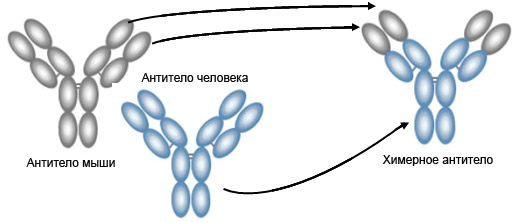 Антитело человека
Антитело мыши
Химерное антитело